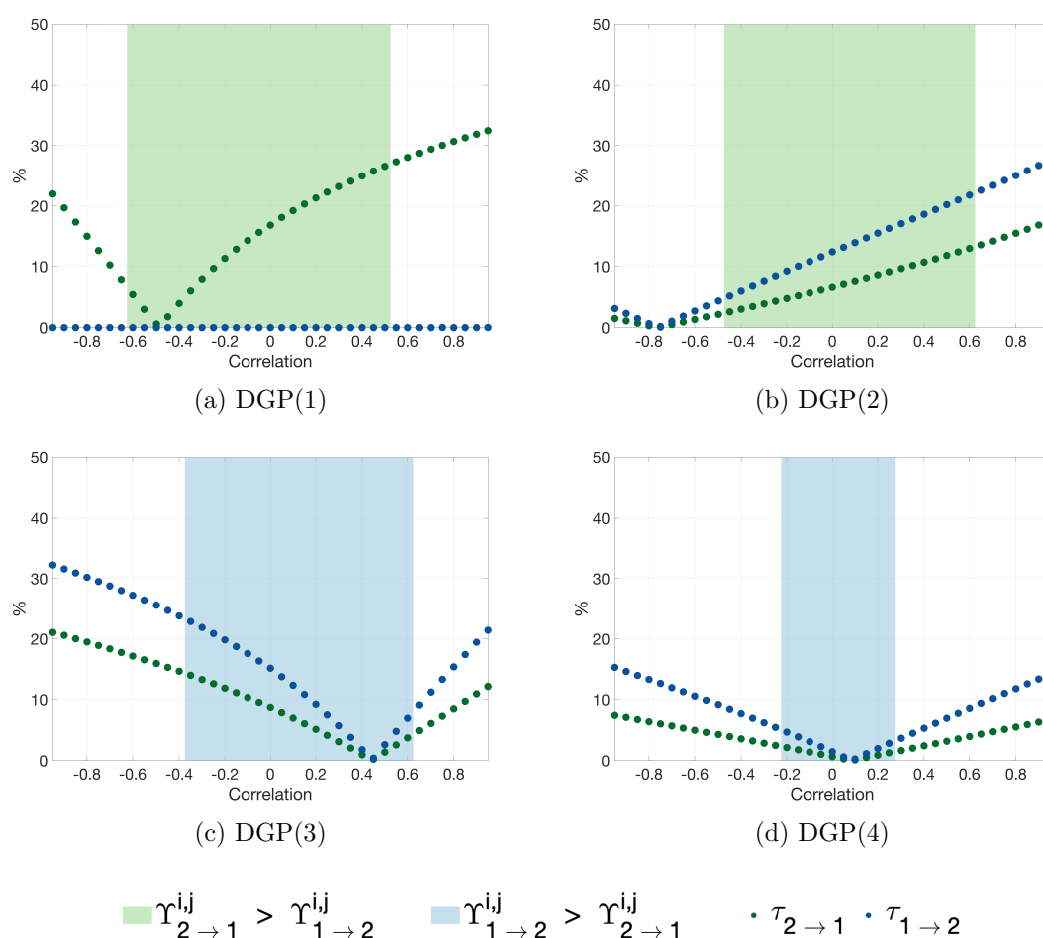 50 40 30 20 10 0
%
-0.8 -0.6 -0.4 -0.2 0 0.2 0.4 0.6 0.8
Correlation
(a) DGP(1)
50 40 30 20 10 0
%
-0.8 -0.6 -0.4 -0.2 0 0.2 0.4 0.6 0.8
Correlation
(b) DGP(2)
50 40 30 20 10 0
%
-0.8 -0.6 -0.4 -0.2 0 0.2 0.4 0.6 0.8
Correlation
(c) DGP(3)
50 40 30 20 10 0
%
-0.8 -0.6 -0.4 -0.2 0 0.2 0.4 0.6 0.8
Correlation
(d) DGP(4)
ϒ^{i,j}_{2→1} > ϒ^{i,j}_{1→2} ϒ^{i,j}_{1→2} > ϒ^{i,j}_{2→1} τ_{2→1} τ_{1→2}